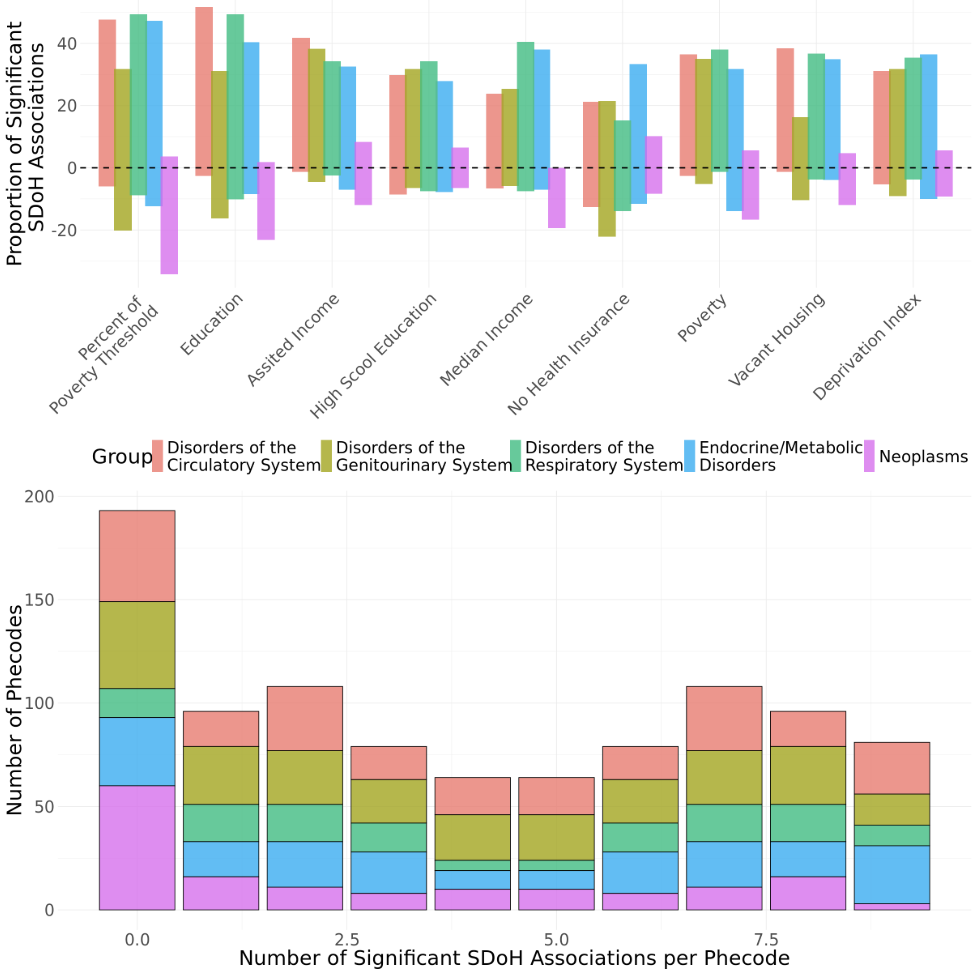 Proportion of Significant
SDoH Associations
40
20
0
-20
Percent of
Poverty Threshold
Education
Assited Income
High Scool Education
Median Income
No Health Insurance
Poverty
Vacant Housing
Deprivation Index
Group
Disorders of the
Circulatory System
Disorders of the
Genitourinary System
Disorders of the
Respiratory System
Endocrine/Metabolic
Disorders
Neoplasms
Number of Phecodes
200
150
100
50
0
0.0
2.5
5.0
7.5
Number of Significant SDoH Associations per Phecode